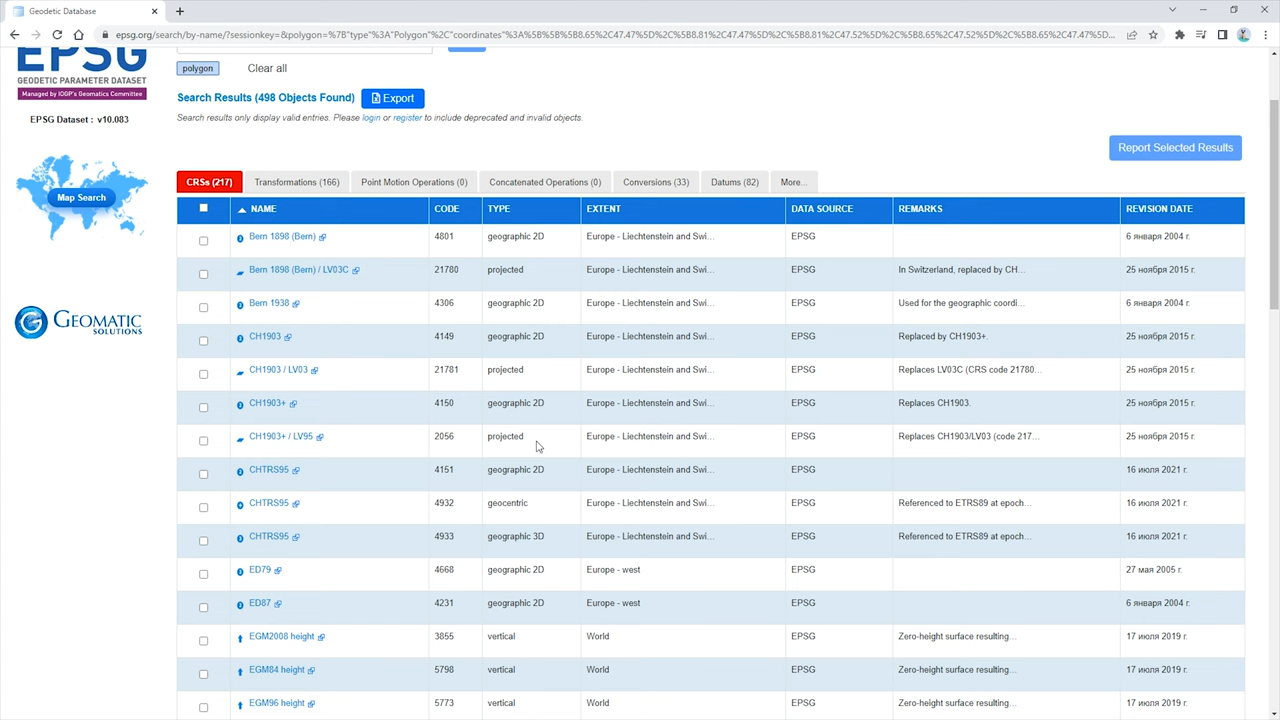 Geodetic Database
epsg.org/search/by-name/?sessionkey=&polygon=%7B"type"%3A"Polygon"%2C"coordinates"%3A%5B%5B%5B8.65%2C47.47%5D%2C%5B8.81%2C47.47%5D%2C%5B8.81%2C47.52%5D%2C%5B8.65%2C47.52%5D%2C%5B8.65%2C47.47%5D%5D...
EPSG
GEODETIC PARAMETER DATASET
Managed by IOGP's Geomatics Committee
EPSG Dataset : v10.083
Map Search
GEOMATIC
SOLUTIONS
polygon Clear all
Search Results (498 Objects Found) Export
Search results only display valid entries. Please login or register to include deprecated and invalid objects.
Report Selected Results
CRSs (217) Transformations (166) Point Motion Operations (0) Concatenated Operations (0) Conversions (33) Datums (82) More...
NAME CODE TYPE EXTENT DATA SOURCE REMARKS REVISION DATE
Bern 1898 (Bern) 4801 geographic 2D Europe - Liechtenstein and Swi... EPSG 6 января 2004 г.
Bern 1898 (Bern) / LV03C 21780 projected Europe - Liechtenstein and Swi... EPSG In Switzerland, replaced by CH... 25 ноября 2015 г.
Bern 1938 4306 geographic 2D Europe - Liechtenstein and Swi... EPSG Used for the geographic coordi... 6 января 2004 г.
CH1903 4149 geographic 2D Europe - Liechtenstein and Swi... EPSG Replaced by CH1903+. 25 ноября 2015 г.
CH1903 / LV03 21781 projected Europe - Liechtenstein and Swi... EPSG Replaces LV03C (CRS code 21780... 25 ноября 2015 г.
CH1903+ 4150 geographic 2D Europe - Liechtenstein and Swi... EPSG Replaces CH1903. 25 ноября 2015 г.
CH1903+ / LV95 2056 projected Europe - Liechtenstein and Swi... EPSG Replaces CH1903/LV03 (code 217... 25 ноября 2015 г.
CHTRS95 4151 geographic 2D Europe - Liechtenstein and Swi... EPSG 16 июля 2021 г.
CHTRS95 4932 geocentric Europe - Liechtenstein and Swi... EPSG Referenced to ETRS89 at epoch... 16 июля 2021 г.
CHTRS95 4933 geographic 3D Europe - Liechtenstein and Swi... EPSG Referenced to ETRS89 at epoch... 16 июля 2021 г.
ED79 4668 geographic 2D Europe - west EPSG 27 мая 2005 г.
ED87 4231 geographic 2D Europe - west EPSG 6 января 2004 г.
EGM2008 height 3855 vertical World EPSG Zero-height surface resulting... 17 июля 2019 г.
EGM84 height 5798 vertical World EPSG Zero-height surface resulting... 17 июля 2019 г.
EGM96 height 5773 vertical World EPSG Zero-height surface resulting... 17 июля 2019 г.